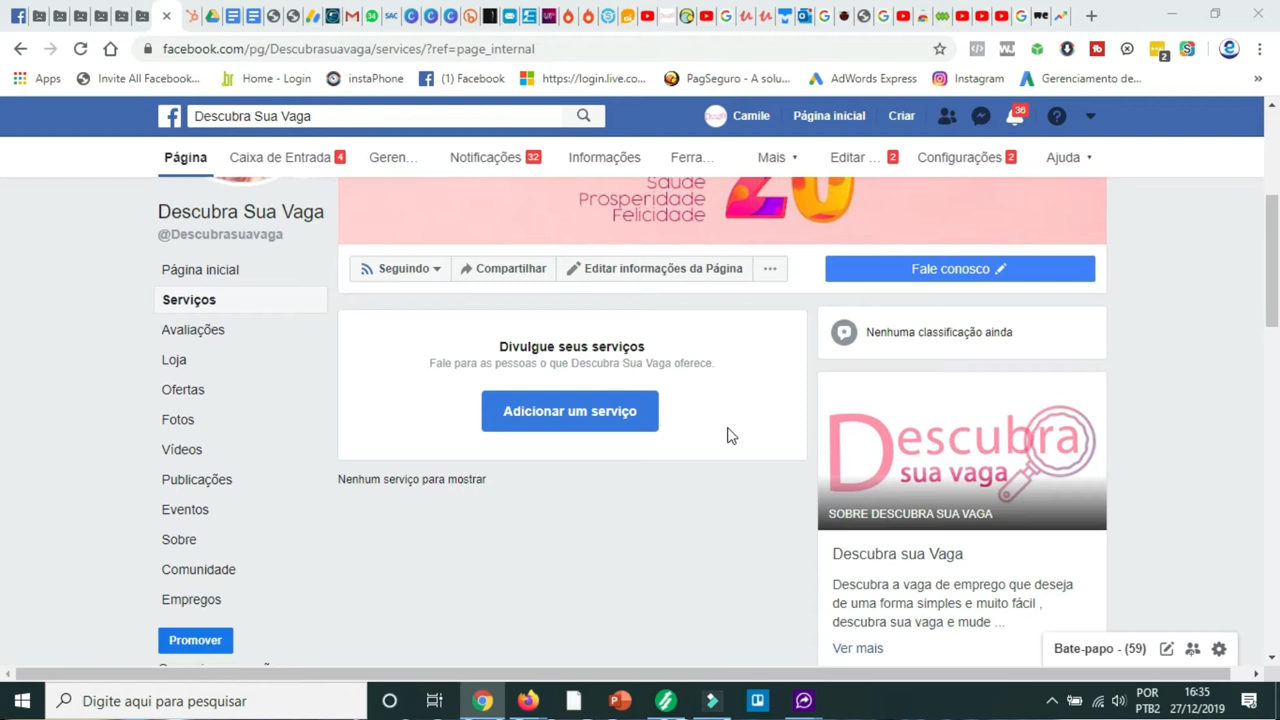 facebook.com/pg/Descubrasuavaga/services/?ref=page_internal
Apps
Invite All Facebook...
Home - Login
instaPhone
(1) Facebook
https://login.live.co...
PagSeguro - A solu...
AdWords Express
Instagram
Gerenciamento de...
»
Descubra Sua Vaga
Camile
Página inicial
Criar
36
Página
Caixa de Entrada 4
Geren...
Notificações 32
Informações
Ferra...
Mais
Editar ... 2
Configurações 2
Ajuda
Saúde
Prosperidade
Felicidade
20
Descubra Sua Vaga
@Descubrasuavaga
Página inicial
Serviços
Avaliações
Loja
Ofertas
Fotos
Vídeos
Publicações
Eventos
Sobre
Comunidade
Empregos
Promover
Seguindo
Compartilhar
Editar informações da Página
...
Fale conosco
Divulgue seus serviços
Fale para as pessoas o que Descubra Sua Vaga oferece.
Adicionar um serviço
Nenhum serviço para mostrar
Nenhuma classificação ainda
Descubra
sua vaga
SOBRE DESCUBRA SUA VAGA
Descubra sua Vaga
Descubra a vaga de emprego que deseja
de uma forma simples e muito fácil ,
descubra sua vaga e mude ...
Ver mais
Bate-papo - (59)
Digite aqui para pesquisar
POR
PTB2
16:35
27/12/2019